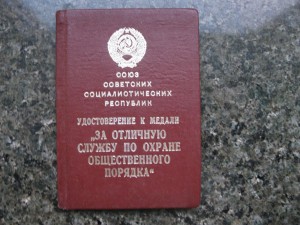 СОЮЗ
СОВЕТСКИХ
СОЦИАЛИСТИЧЕСКИХ
РЕСПУБЛИК
УДОСТОВЕРЕНИЕ К МЕДАЛИ
„ЗА ОТЛИЧНУЮ
СЛУЖБУ ПО ОХРАНЕ
ОБЩЕСТВЕННОГО
ПОРЯДКА“